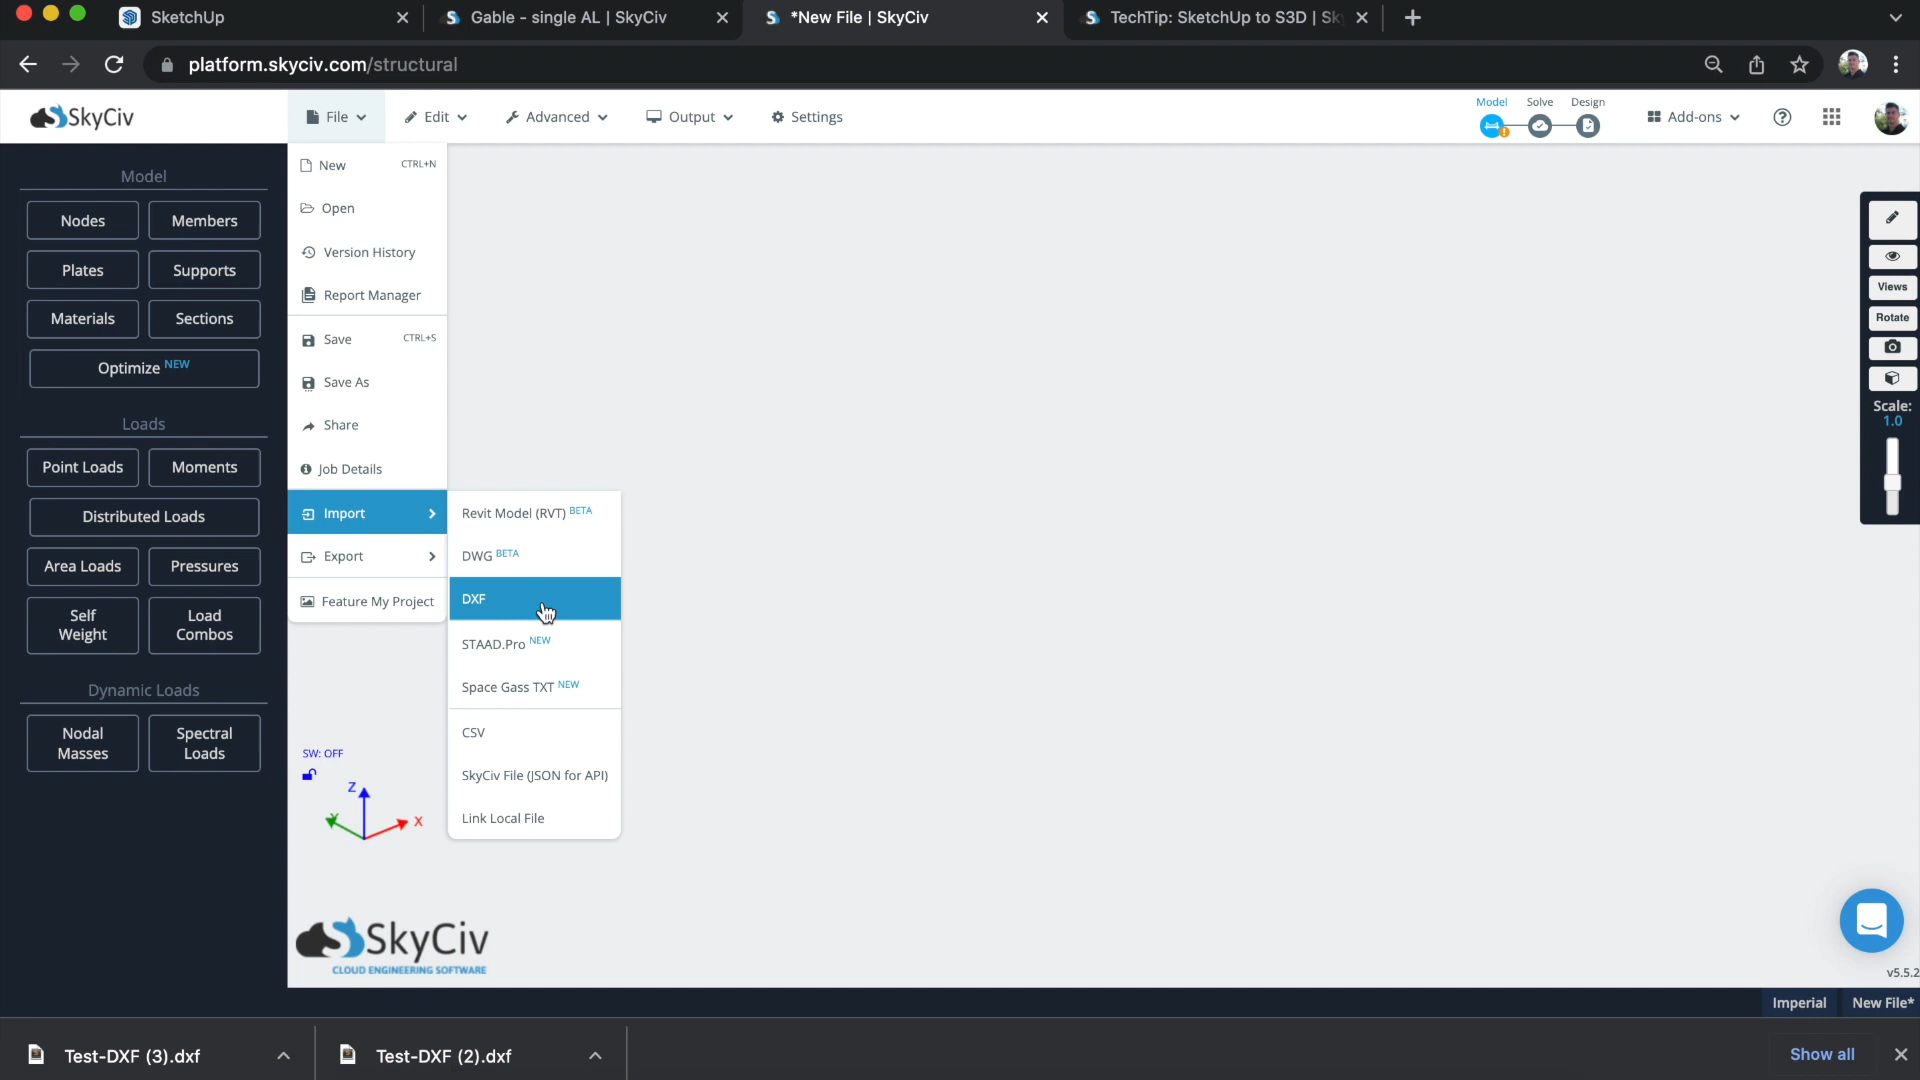 SketchUp
Gable - single AL | SkyCiv
*New File | SkyCiv
TechTip: SketchUp to S3D | Sk
platform.skyciv.com/structural
SkyCiv
File
Edit
Advanced
Output
Settings
Model
Solve
Design
Add-ons
Model
Nodes
Members
Plates
Supports
Materials
Sections
Optimize NEW
Loads
Point Loads
Moments
Distributed Loads
Area Loads
Pressures
Self
Weight
Load
Combos
Dynamic Loads
Nodal
Masses
Spectral
Loads
New CTRL+N
Open
Version History
Report Manager
Save CTRL+S
Save As
Share
Job Details
Import
Export
Feature My Project
Revit Model (RVT) BETA
DWG BETA
DXF
STAAD.Pro NEW
Space Gass TXT NEW
CSV
SkyCiv File (JSON for API)
Link Local File
SW: OFF
Z
Y
X
SkyCiv
CLOUD ENGINEERING SOFTWARE
Views
Rotate
Scale:
1.0
v5.5.2
Imperial
New File*
Test-DXF (3).dxf
Test-DXF (2).dxf
Show all